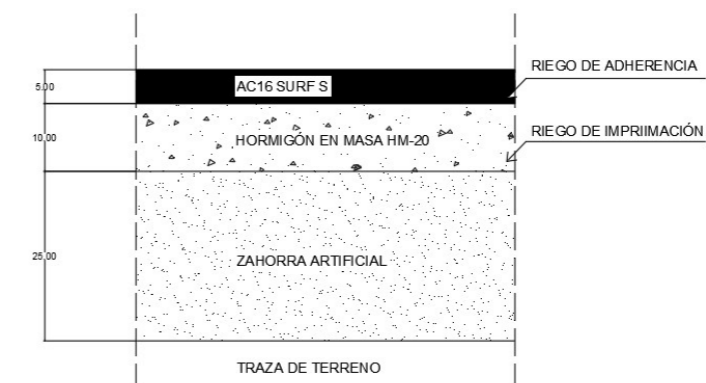 RIEGO DE ADHERENCIA
5.00
AC16 SURF S
10.00
HORMIGÓN EN MASA HM-20
RIEGO DE IMPRIIMACIÓN
25.00
ZAHORRA ARTIFICIAL
TRAZA DE TERRENO